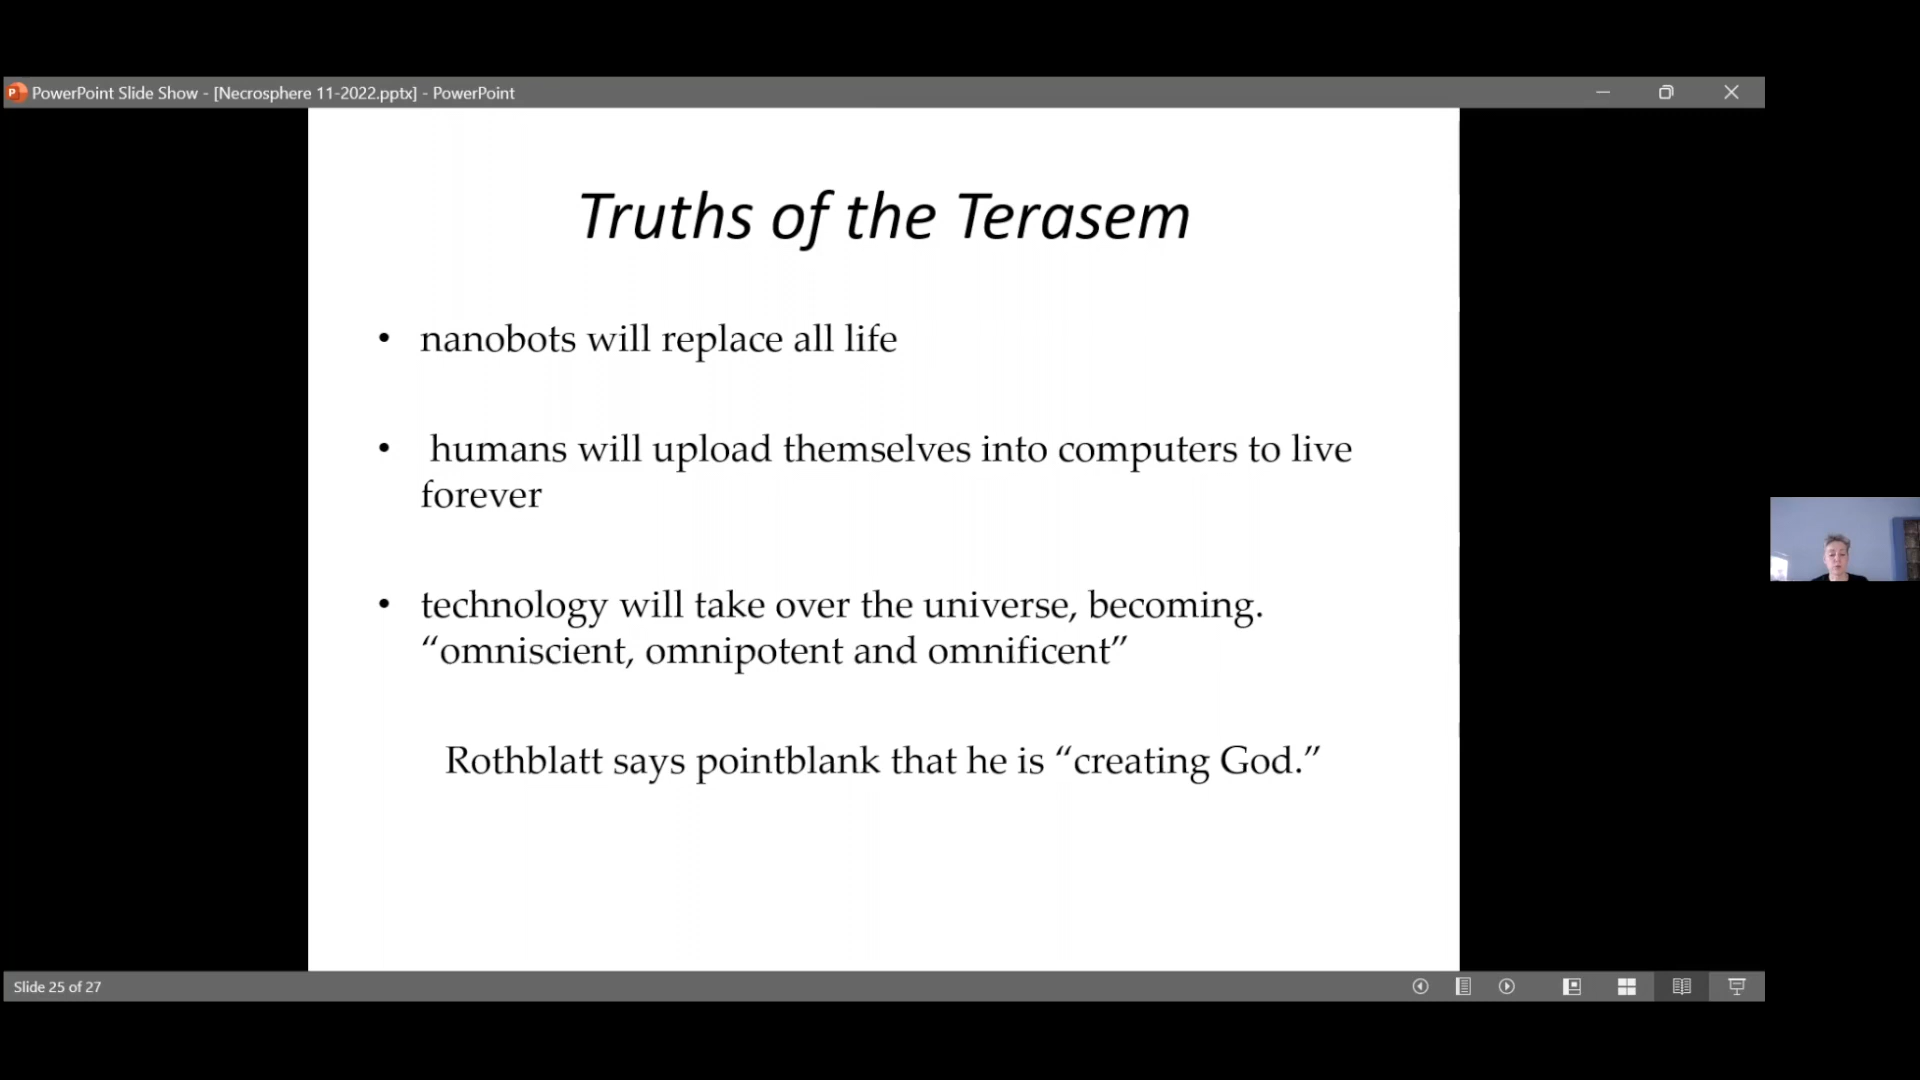 PowerPoint Slide Show - [Necrosphere 11-2022.pptx] - PowerPoint
Truths of the Terasem
• nanobots will replace all life
• humans will upload themselves into computers to live
forever
• technology will take over the universe, becoming.
“omniscient, omnipotent and omnificent”
Rothblatt says pointblank that he is “creating God.”
Slide 25 of 27